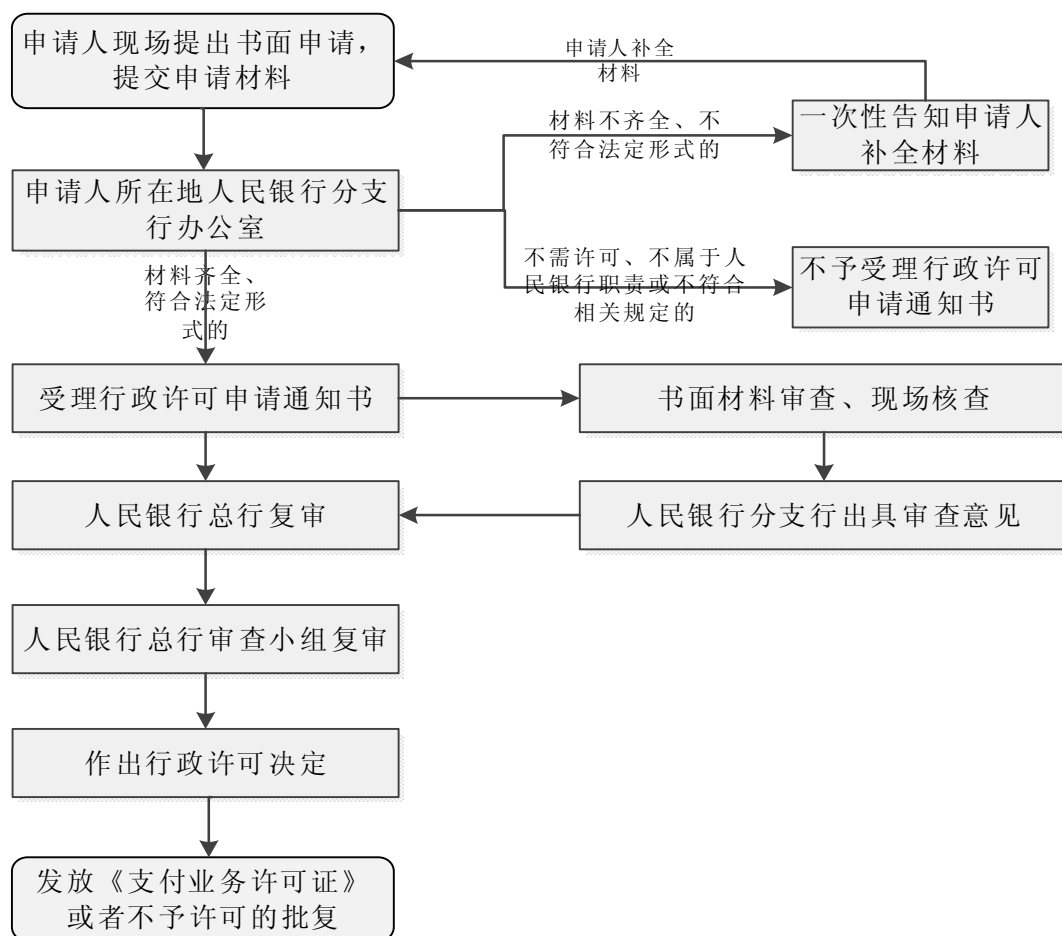 申请人现场提出书面申请，
提交申请材料
申请人补全
材料
材料不齐全、不
符合法定形式的
一次性告知申请人
补全材料
申请人所在地人民银行分支
行办公室
不需许可、不属于人
民银行职责或不符合
相关规定的
不予受理行政许可
申请通知书
材料齐全、
符合法定形
式的
受理行政许可申请通知书
书面材料审查、现场核查
人民银行总行复审
人民银行分支行出具审查意见
人民银行总行审查小组复审
作出行政许可决定
发放《支付业务许可证》
或者不予许可的批复